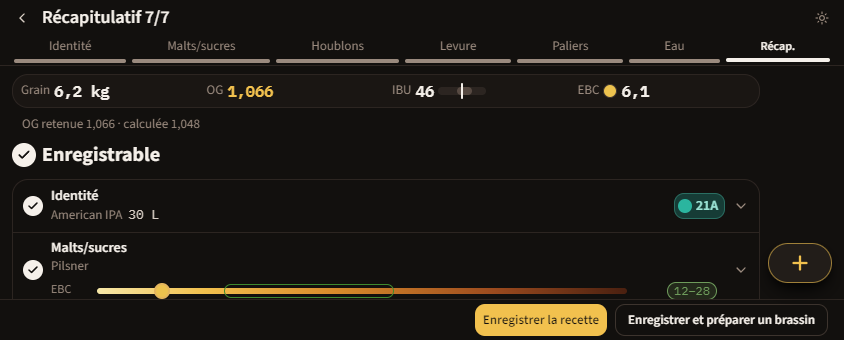 Récapitulatif 7/7
Identité Malts/sucres Houblons Levure Paliers Eau Récap.
Grain 6,2 kg OG 1,066 IBU 46 EBC 6,1
OG retenue 1,066 · calculée 1,048
Enregistrable
Identité
American IPA 30 L 21A
Malts/sucres
Pilsner
EBC 12–28
Enregistrer la recette Enregistrer et préparer un brassin